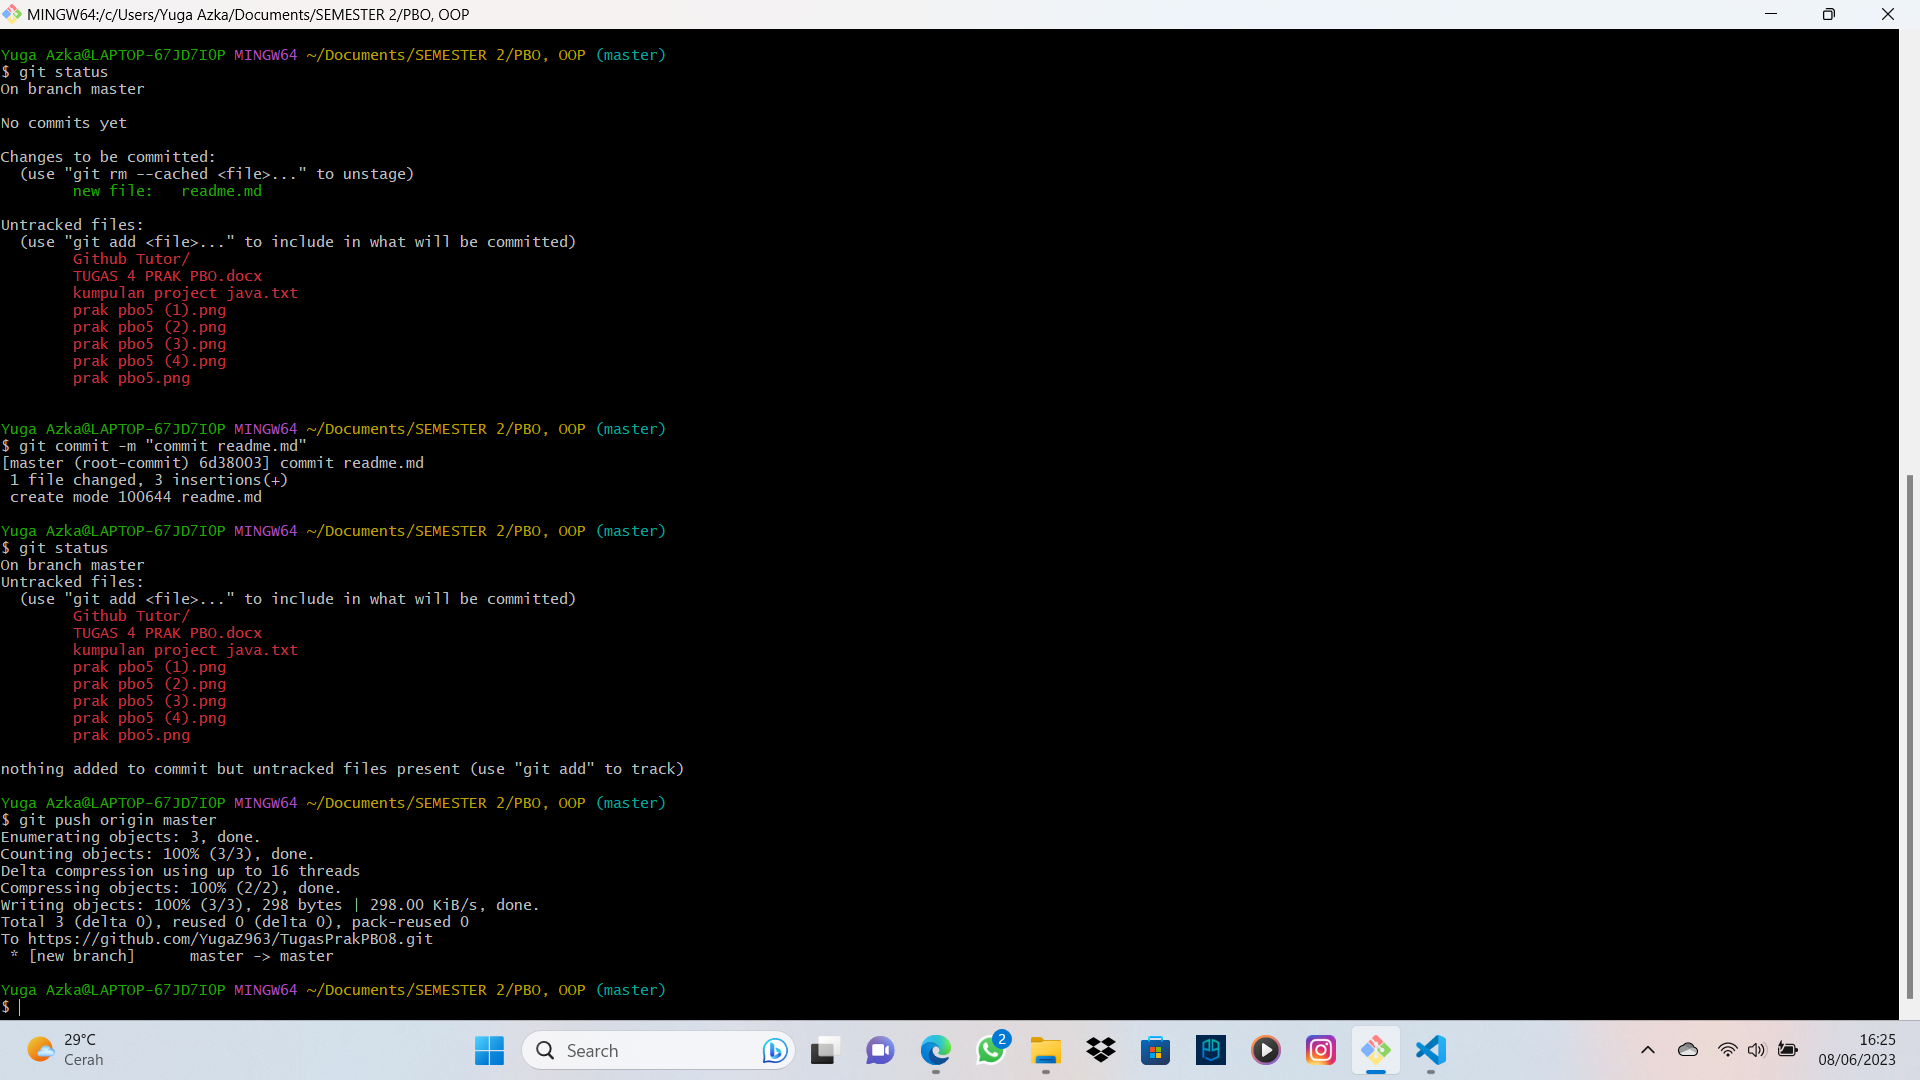 MINGW64:/c/Users/Yuga Azka/Documents/SEMESTER 2/PBO, OOP
Yuga Azka@LAPTOP-67JD7I0P MINGW64 ~/Documents/SEMESTER 2/PBO, OOP (master)
$ git status
On branch master
No commits yet
Changes to be committed:
  (use "git rm --cached <file>..." to unstage)
        new file:   readme.md
Untracked files:
  (use "git add <file>..." to include in what will be committed)
        Github Tutor/
        TUGAS 4 PRAK PBO.docx
        kumpulan project java.txt
        prak pbo5 (1).png
        prak pbo5 (2).png
        prak pbo5 (3).png
        prak pbo5 (4).png
        prak pbo5.png
Yuga Azka@LAPTOP-67JD7I0P MINGW64 ~/Documents/SEMESTER 2/PBO, OOP (master)
$ git commit -m "commit readme.md"
[master (root-commit) 6d38003] commit readme.md
 1 file changed, 3 insertions(+)
 create mode 100644 readme.md
Yuga Azka@LAPTOP-67JD7I0P MINGW64 ~/Documents/SEMESTER 2/PBO, OOP (master)
$ git status
On branch master
Untracked files:
  (use "git add <file>..." to include in what will be committed)
        Github Tutor/
        TUGAS 4 PRAK PBO.docx
        kumpulan project java.txt
        prak pbo5 (1).png
        prak pbo5 (2).png
        prak pbo5 (3).png
        prak pbo5 (4).png
        prak pbo5.png
nothing added to commit but untracked files present (use "git add" to track)
Yuga Azka@LAPTOP-67JD7I0P MINGW64 ~/Documents/SEMESTER 2/PBO, OOP (master)
$ git push origin master
Enumerating objects: 3, done.
Counting objects: 100% (3/3), done.
Delta compression using up to 16 threads
Compressing objects: 100% (2/2), done.
Writing objects: 100% (3/3), 298 bytes | 298.00 KiB/s, done.
Total 3 (delta 0), reused 0 (delta 0), pack-reused 0
To https://github.com/YugaZ963/TugasPrakPBO8.git
 * [new branch]      master -> master
Yuga Azka@LAPTOP-67JD7I0P MINGW64 ~/Documents/SEMESTER 2/PBO, OOP (master)
$
29°C
Cerah
Search
2
16:25
08/06/2023